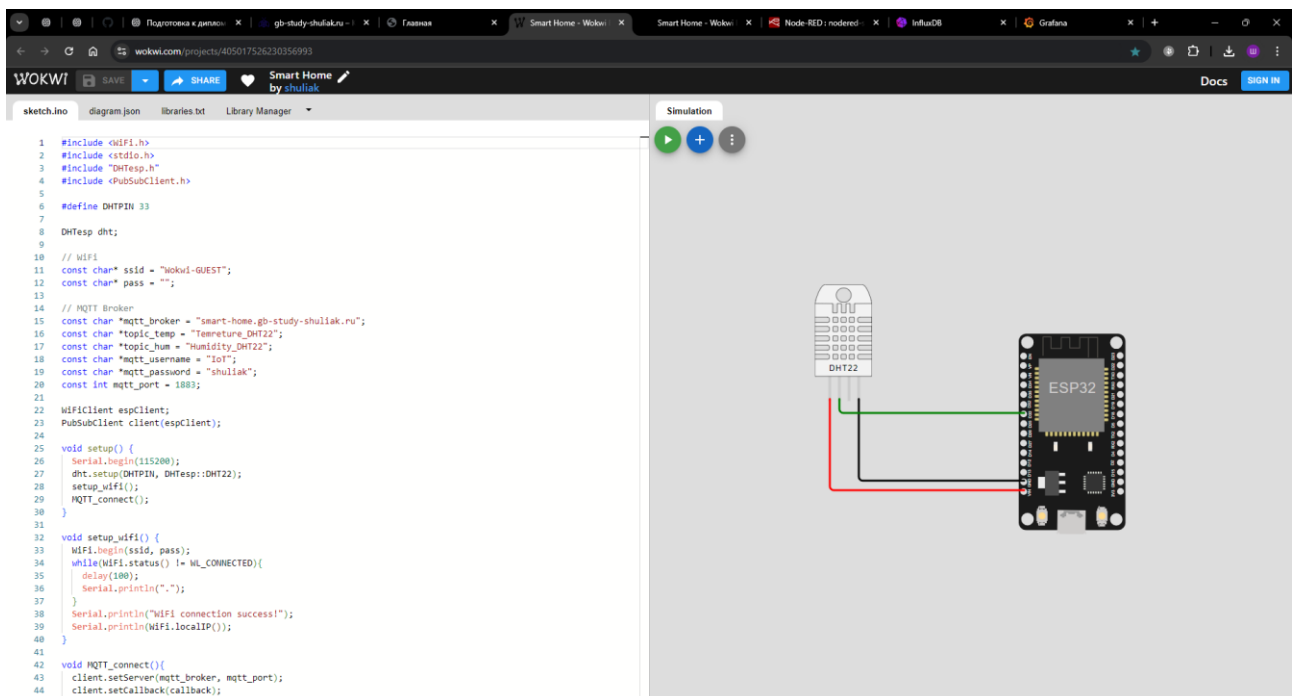 Подготовка к диплом
gb-study-shuliak.ru -
Главная
Smart Home - Wokwi
Smart Home - Wokwi
Node-RED : nodered-
InfluxDB
Grafana
wokwi.com/projects/405017526230356993
WOKWI
SAVE
SHARE
Smart Home
by shuliak
Docs
SIGN IN
sketch.ino
diagram.json
libraries.txt
Library Manager
Simulation
1 #include <WiFi.h>
2 #include <stdio.h>
3 #include "DHTesp.h"
4 #include <PubSubClient.h>
5
6 #define DHTPIN 33
7
8 DHTesp dht;
9
10 // WiFi
11 const char* ssid = "Wokwi-GUEST";
12 const char* pass = "";
13
14 // MQTT Broker
15 const char *mqtt_broker = "smart-home.gb-study-shuliak.ru";
16 const char *topic_temp = "Temreture_DHT22";
17 const char *topic_hum = "Humidity_DHT22";
18 const char *mqtt_username = "IoT";
19 const char *mqtt_password = "shuliak";
20 const int mqtt_port = 1883;
21
22 WiFiClient espClient;
23 PubSubClient client(espClient);
24
25 void setup() {
26 Serial.begin(115200);
27 dht.setup(DHTPIN, DHTesp::DHT22);
28 setup_wifi();
29 MQTT_connect();
30 }
31
32 void setup_wifi() {
33 WiFi.begin(ssid, pass);
34 while(WiFi.status() != WL_CONNECTED){
35 delay(100);
36 Serial.println(".");
37 }
38 Serial.println("WiFi connection success!");
39 Serial.println(WiFi.localIP());
40 }
41
42 void MQTT_connect(){
43 client.setServer(mqtt_broker, mqtt_port);
44 client.setCallback(callback);
DHT22
ESP32